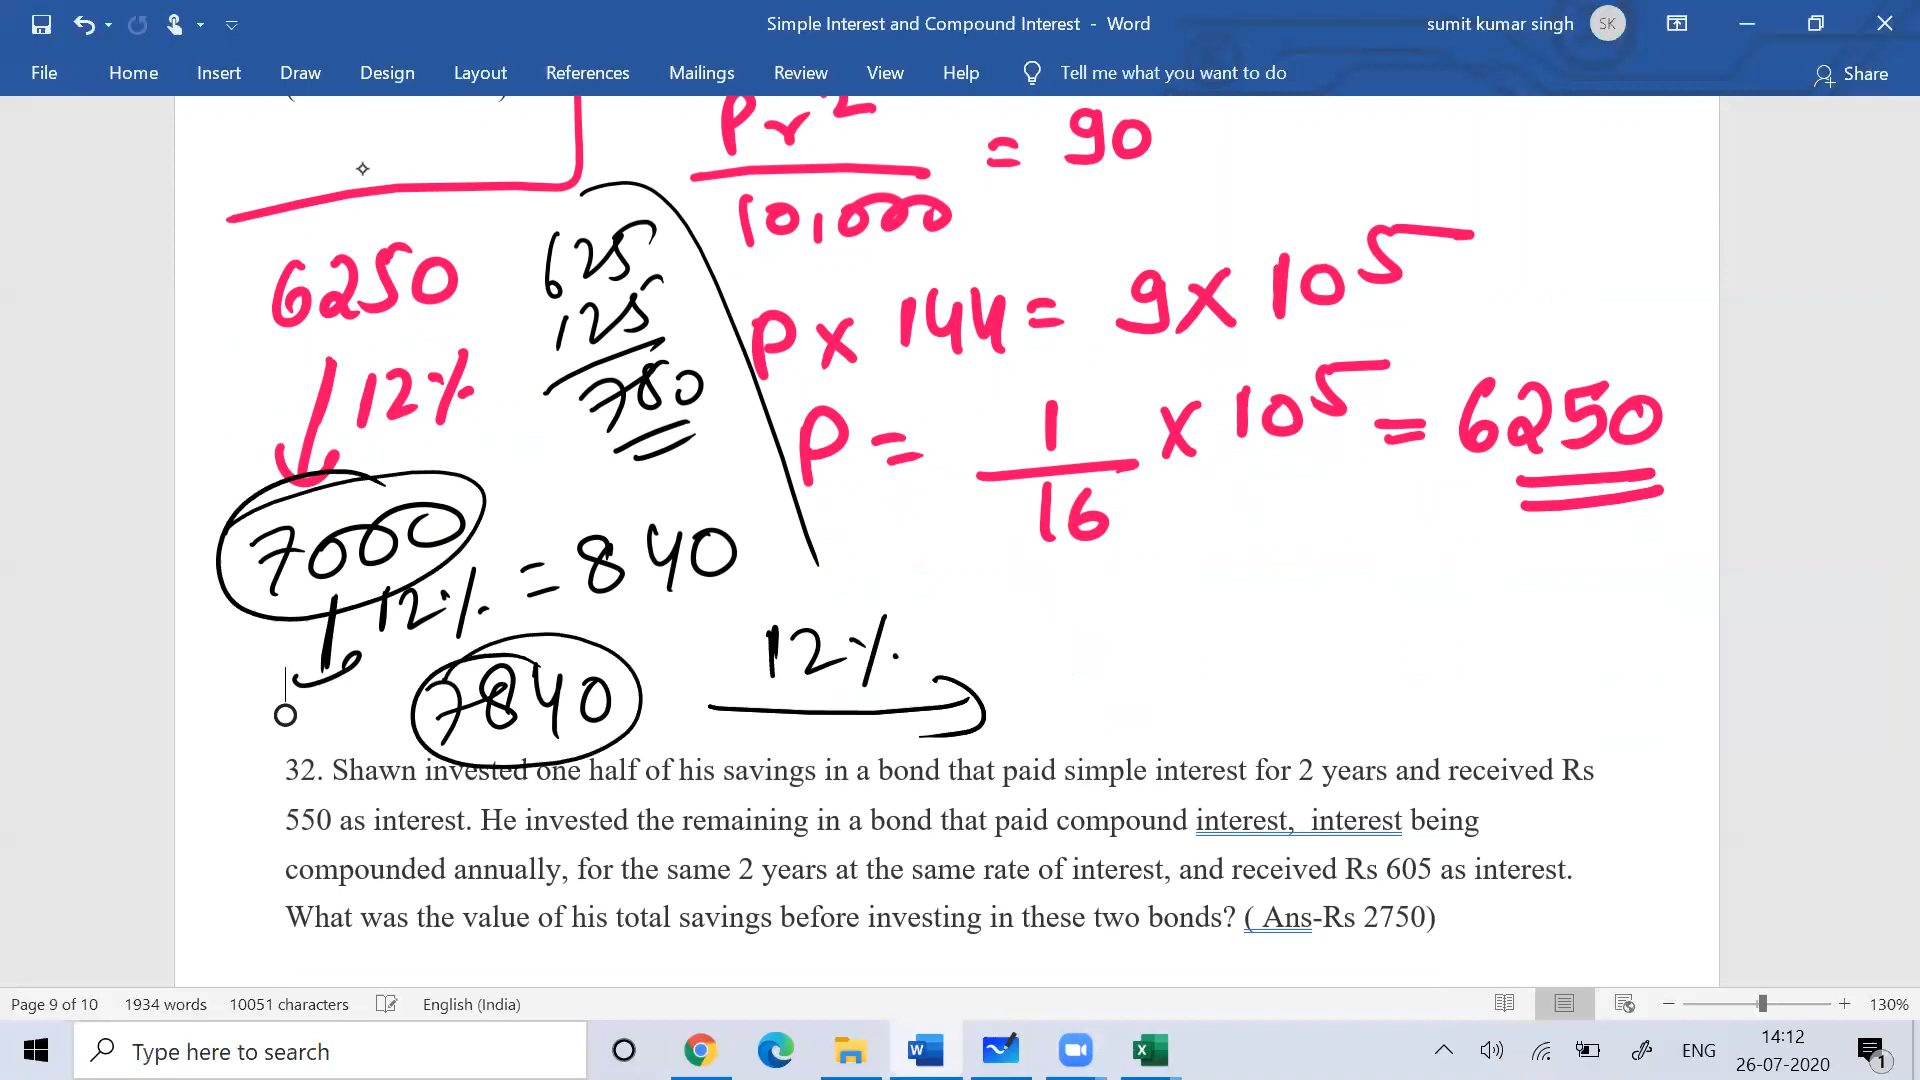 Simple Interest and Compound Interest - Word
sumit kumar singh SK
File Home Insert Draw Design Layout References Mailings Review View Help Tell me what you want to do Share
Pr² / 10,000 = 90
6250
625
125
750
12%
P x 144 = 9 x 10⁵
P = 1/16 x 10⁵ = 6250
7000
12% = 840
7840
12%
32. Shawn invested one half of his savings in a bond that paid simple interest for 2 years and received Rs
550 as interest. He invested the remaining in a bond that paid compound interest,  interest being
compounded annually, for the same 2 years at the same rate of interest, and received Rs 605 as interest.
What was the value of his total savings before investing in these two bonds? ( Ans-Rs 2750)
Page 9 of 10 1934 words 10051 characters English (India) 130%
Type here to search
ENG
14:12
26-07-2020
1